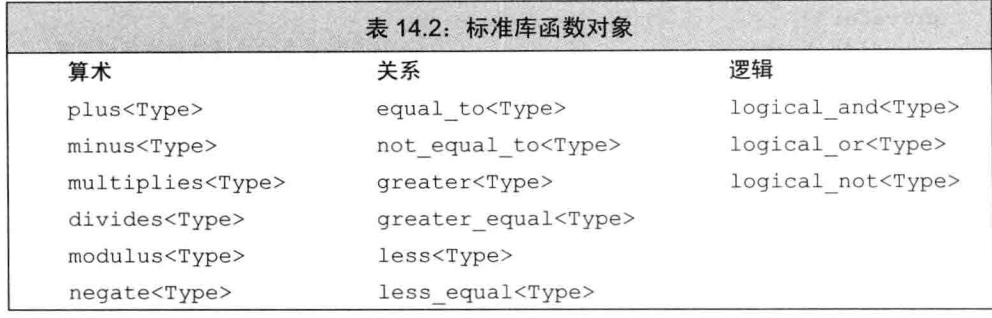 表 14.2：标准库函数对象
算术 关系 逻辑
plus<Type> equal_to<Type> logical_and<Type>
minus<Type> not_equal_to<Type> logical_or<Type>
multiplies<Type> greater<Type> logical_not<Type>
divides<Type> greater_equal<Type>
modulus<Type> less<Type>
negate<Type> less_equal<Type>